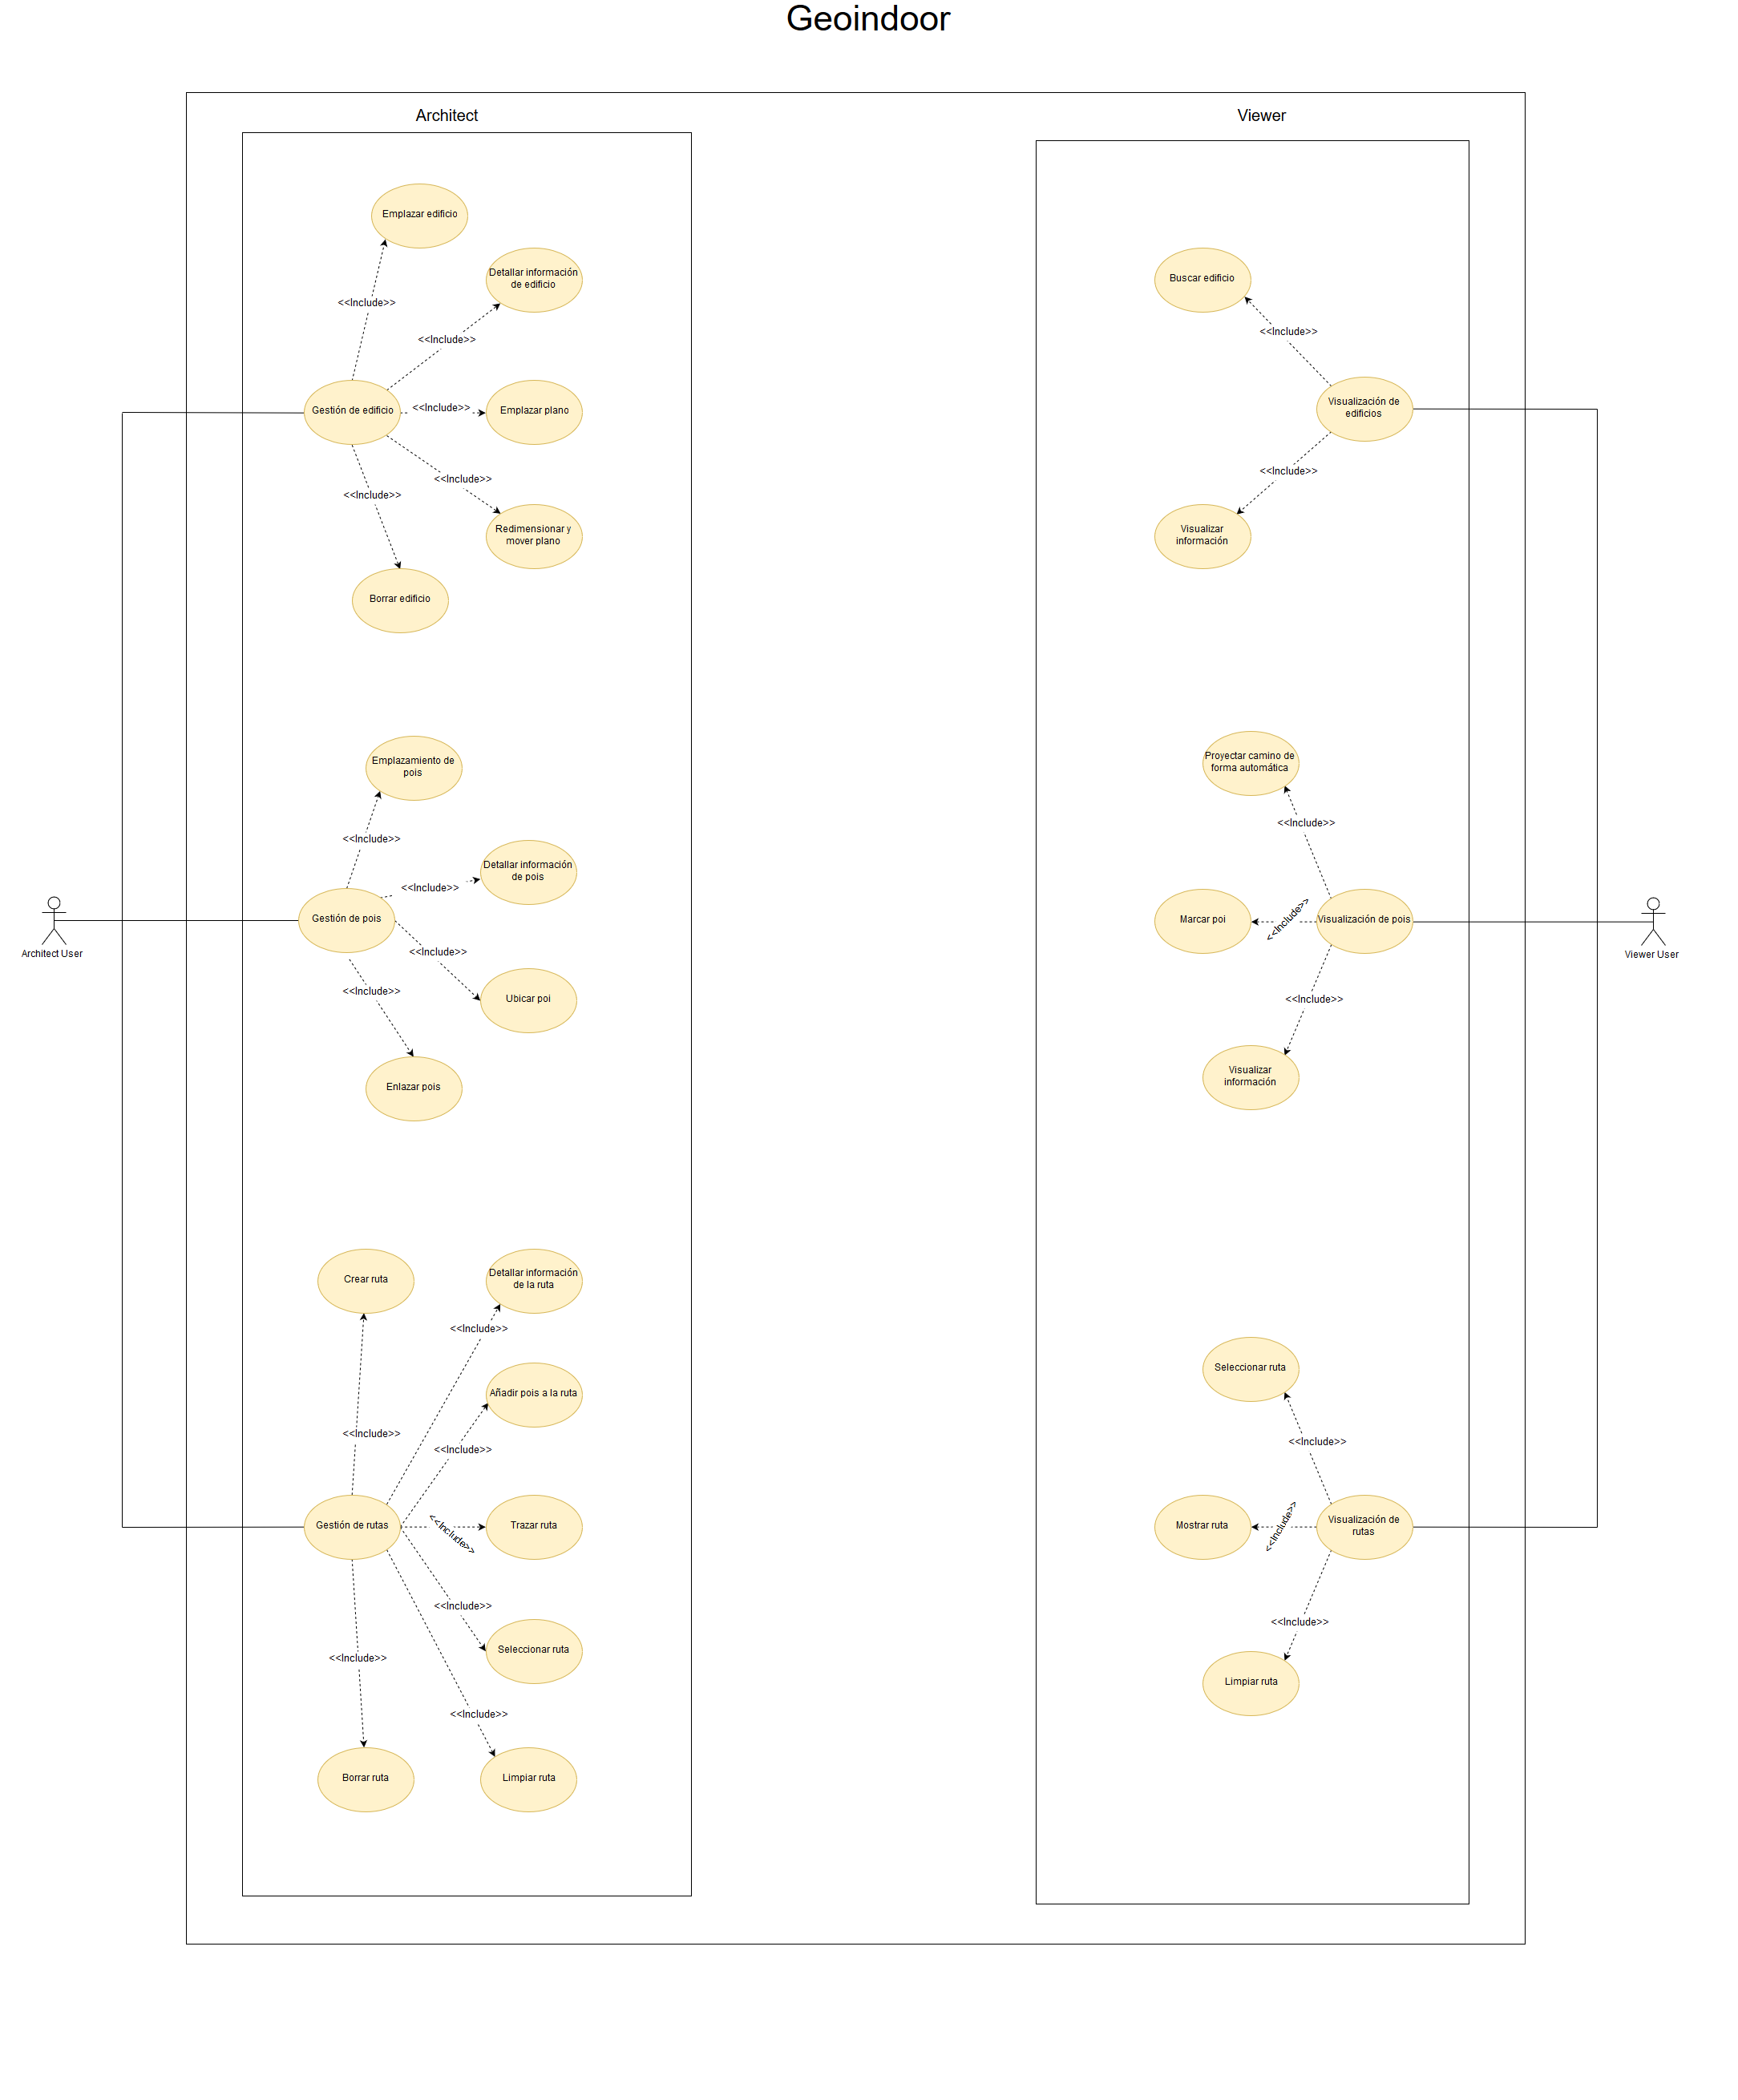 Geoindoor
Architect
Emplazar edificio
<<Include>>
Detallar información
de edificio
<<Include>>
Gestión de edificio
<<Include>>
Emplazar plano
<<Include>>
<<Include>>
Redimensionar y
mover plano
Borrar edificio
Emplazamiento de
pois
<<Include>>
Detallar información
de pois
<<Include>>
Gestión de pois
<<Include>>
<<Include>>
Ubicar poi
Enlazar pois
Architect User
Crear ruta
Detallar información
de la ruta
<<Include>>
Añadir pois a la ruta
<<Include>>
<<Include>>
Gestión de rutas
<<Include>>
Trazar ruta
<<Include>>
Seleccionar ruta
<<Include>>
<<Include>>
Borrar ruta
Limpiar ruta
Viewer
Buscar edificio
<<Include>>
Visualización de
edificios
<<Include>>
Visualizar
información
Proyectar camino de
forma automática
<<Include>>
Marcar poi
<<Include>>
Visualización de pois
<<Include>>
Visualizar
información
Viewer User
Seleccionar ruta
<<Include>>
Mostrar ruta
<<Include>>
Visualización de
rutas
<<Include>>
Limpiar ruta